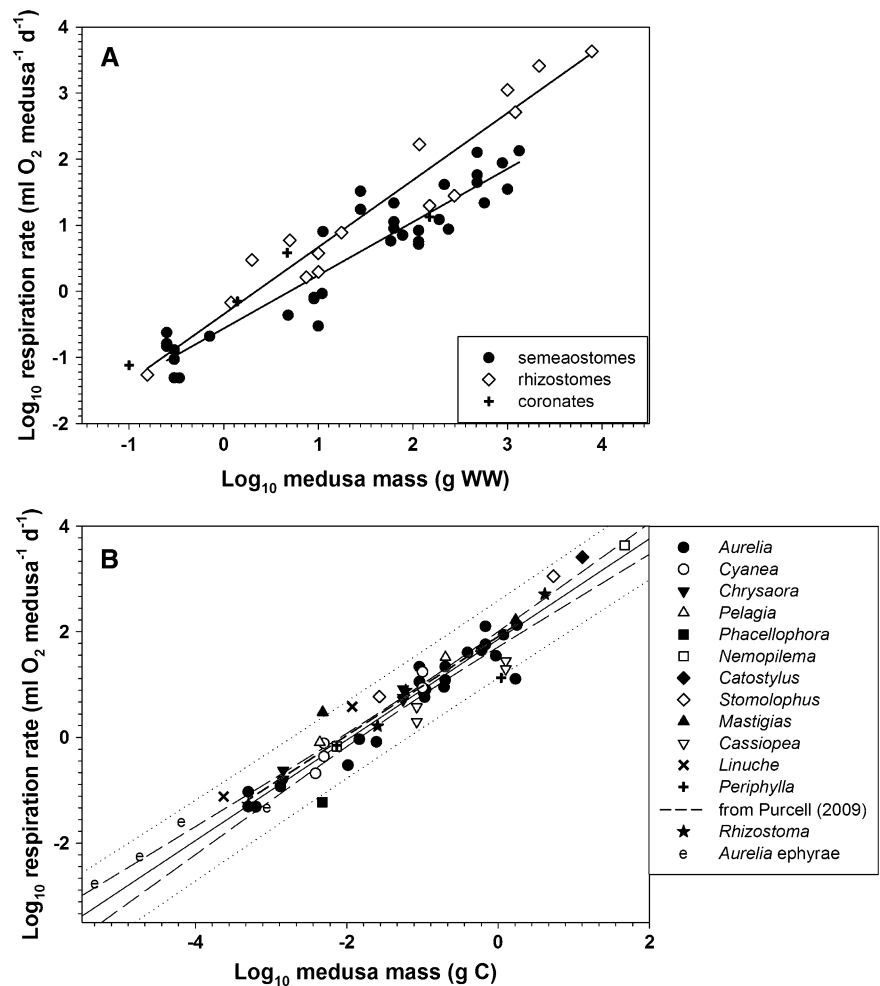 A
Log10 respiration rate (ml O2 medusa-1 d-1)
4
3
2
1
0
-1
-2
-1 0 1 2 3 4
Log10 medusa mass (g WW)
semeaostomes
rhizostomes
coronates
B
Log10 respiration rate (ml O2 medusa-1 d-1)
4
2
0
-2
-4 -2 0 2
Log10 medusa mass (g C)
e e e e
Aurelia
Cyanea
Chrysaora
Pelagia
Phacellophora
Nemopilema
Catostylus
Stomolophus
Mastigias
Cassiopea
Linuche
Periphylla
from Purcell (2009)
Rhizostoma
e Aurelia ephyrae